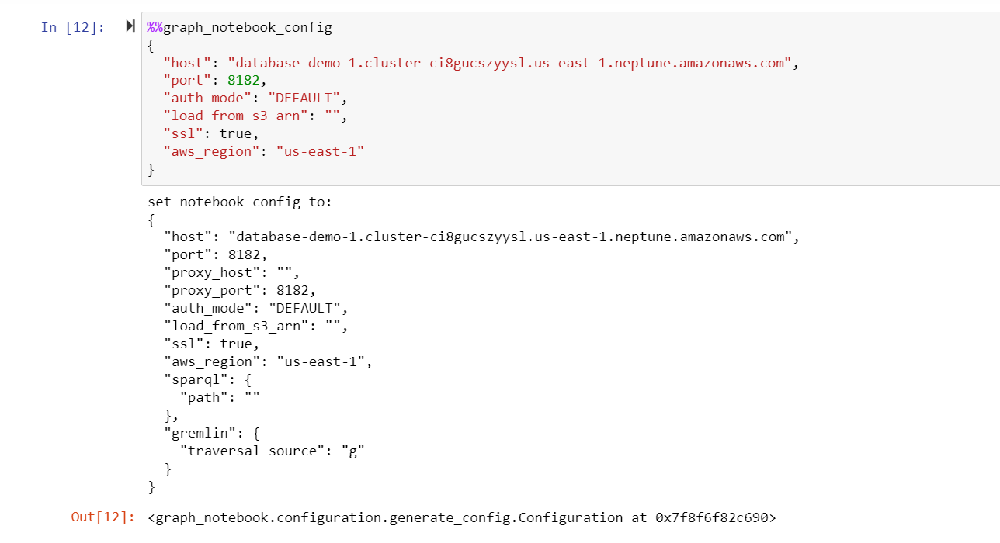 In [12]: %%graph_notebook_config
{
  "host": "database-demo-1.cluster-ci8gucszyysl.us-east-1.neptune.amazonaws.com",
  "port": 8182,
  "auth_mode": "DEFAULT",
  "load_from_s3_arn": "",
  "ssl": true,
  "aws_region": "us-east-1"
}
set notebook config to:
{
  "host": "database-demo-1.cluster-ci8gucszyysl.us-east-1.neptune.amazonaws.com",
  "port": 8182,
  "proxy_host": "",
  "proxy_port": 8182,
  "auth_mode": "DEFAULT",
  "load_from_s3_arn": "",
  "ssl": true,
  "aws_region": "us-east-1",
  "sparql": {
    "path": ""
  },
  "gremlin": {
    "traversal_source": "g"
  }
}
Out[12]: <graph_notebook.configuration.generate_config.Configuration at 0x7f8f6f82c690>